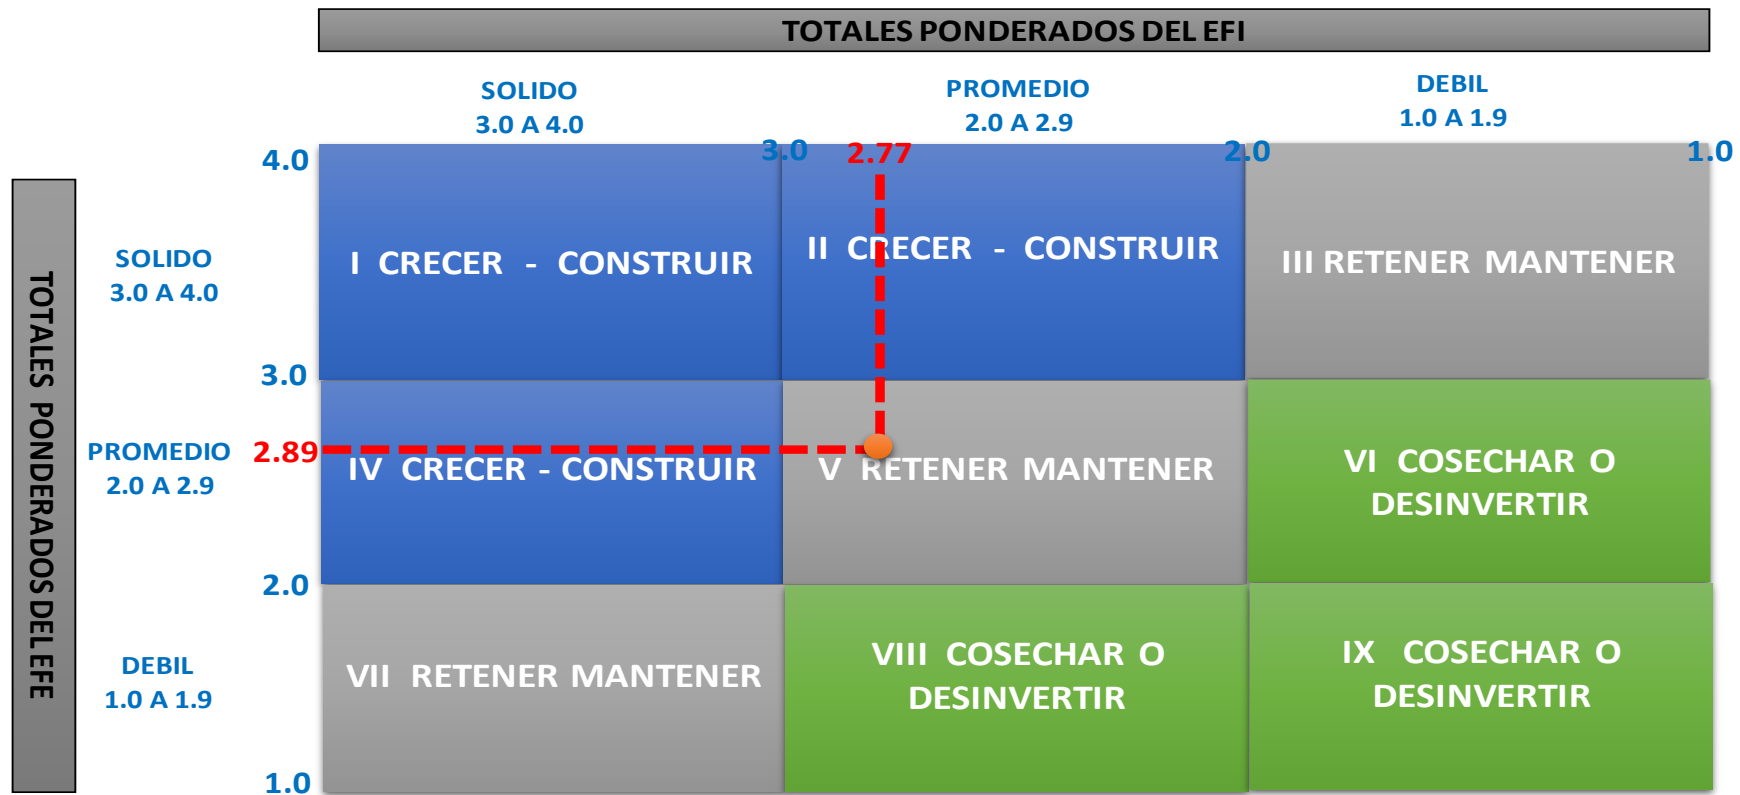 TOTALES PONDERADOS DEL EFI
SOLIDO
3.0 A 4.0
PROMEDIO
2.0 A 2.9
DEBIL
1.0 A 1.9
4.0
3.0
2.77
2.0
1.0
TOTALES PONDERADOS DEL EFE
SOLIDO
3.0 A 4.0
I CRECER - CONSTRUIR
II CRECER - CONSTRUIR
III RETENER MANTENER
3.0
PROMEDIO
2.0 A 2.9
2.89
IV CRECER - CONSTRUIR
V RETENER MANTENER
VI COSECHAR O
DESINVERTIR
2.0
DEBIL
1.0 A 1.9
VII RETENER MANTENER
VIII COSECHAR O
DESINVERTIR
IX COSECHAR O
DESINVERTIR
1.0